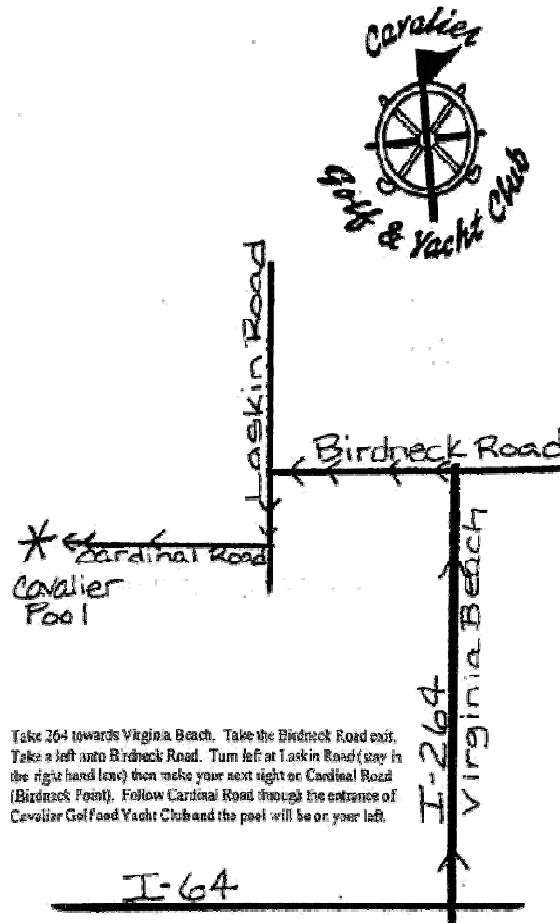 Cavalier
Golf & Yacht Club
Laskin Road
Birdneck Road
Cardinal Road
Cavalier
Pool
I-264
Virginia Beach
Take 264 towards Virginia Beach. Take the Birdneck Road exit.
Take a left onto Birdneck Road. Turn left at Laskin Road (stay in
the right hand lane) then make your next right on Cardinal Road
(Birdneck Point). Follow Cardinal Road through the entrance of
Cavalier Golf and Yacht Club and the pool will be on your left.
I-64